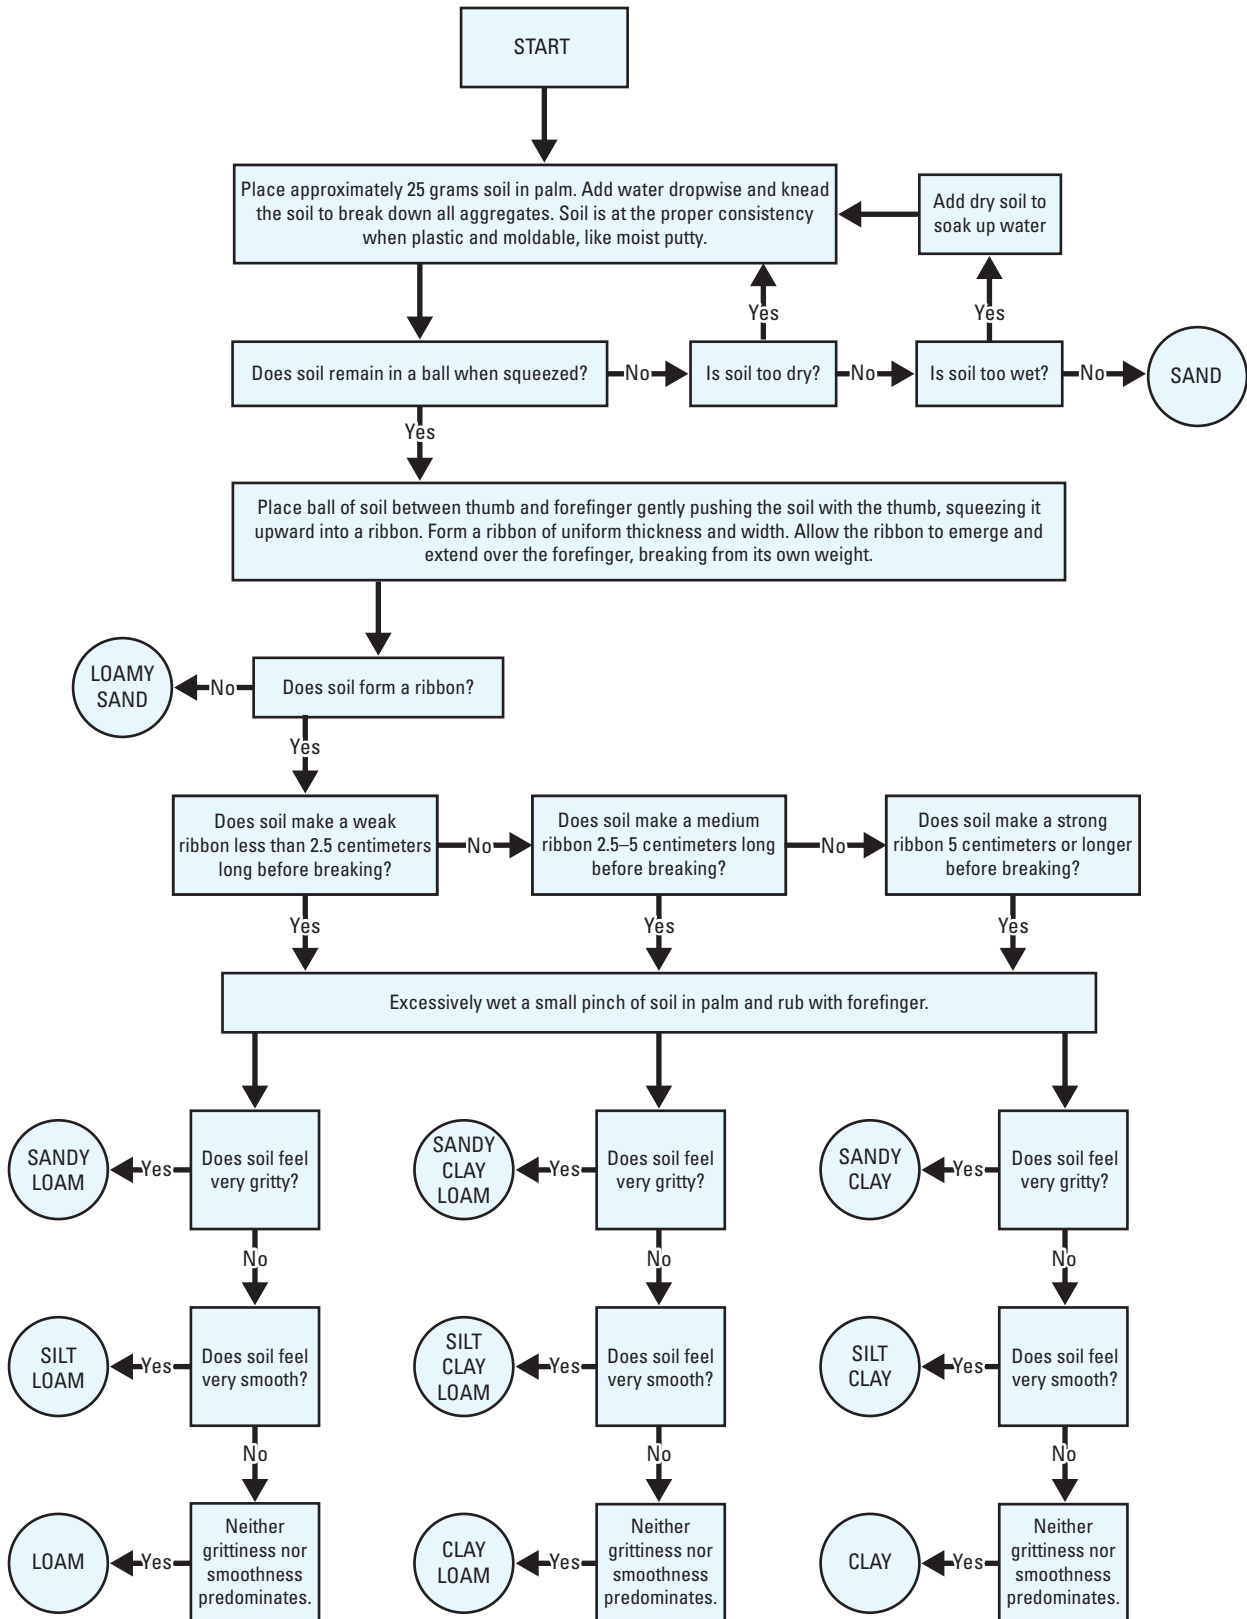 START
Place approximately 25 grams soil in palm. Add water dropwise and knead
the soil to break down all aggregates. Soil is at the proper consistency
when plastic and moldable, like moist putty.
Add dry soil to
soak up water
Yes
Yes
Does soil remain in a ball when squeezed?
No
Is soil too dry?
No
Is soil too wet?
No
SAND
Yes
Place ball of soil between thumb and forefinger gently pushing the soil with the thumb, squeezing it
upward into a ribbon. Form a ribbon of uniform thickness and width. Allow the ribbon to emerge and
extend over the forefinger, breaking from its own weight.
LOAMY
SAND
No
Does soil form a ribbon?
Yes
Does soil make a weak
ribbon less than 2.5 centimeters
long before breaking?
No
Does soil make a medium
ribbon 2.5–5 centimeters long
before breaking?
No
Does soil make a strong
ribbon 5 centimeters or longer
before breaking?
Yes
Yes
Yes
Excessively wet a small pinch of soil in palm and rub with forefinger.
SANDY
LOAM
Yes
Does soil feel
very gritty?
SANDY
CLAY
LOAM
Yes
Does soil feel
very gritty?
SANDY
CLAY
Yes
Does soil feel
very gritty?
No
No
No
SILT
LOAM
Yes
Does soil feel
very smooth?
SILT
CLAY
LOAM
Yes
Does soil feel
very smooth?
SILT
CLAY
Yes
Does soil feel
very smooth?
No
No
No
LOAM
Yes
Neither
grittiness nor
smoothness
predominates.
CLAY
LOAM
Yes
Neither
grittiness nor
smoothness
predominates.
CLAY
Yes
Neither
grittiness nor
smoothness
predominates.